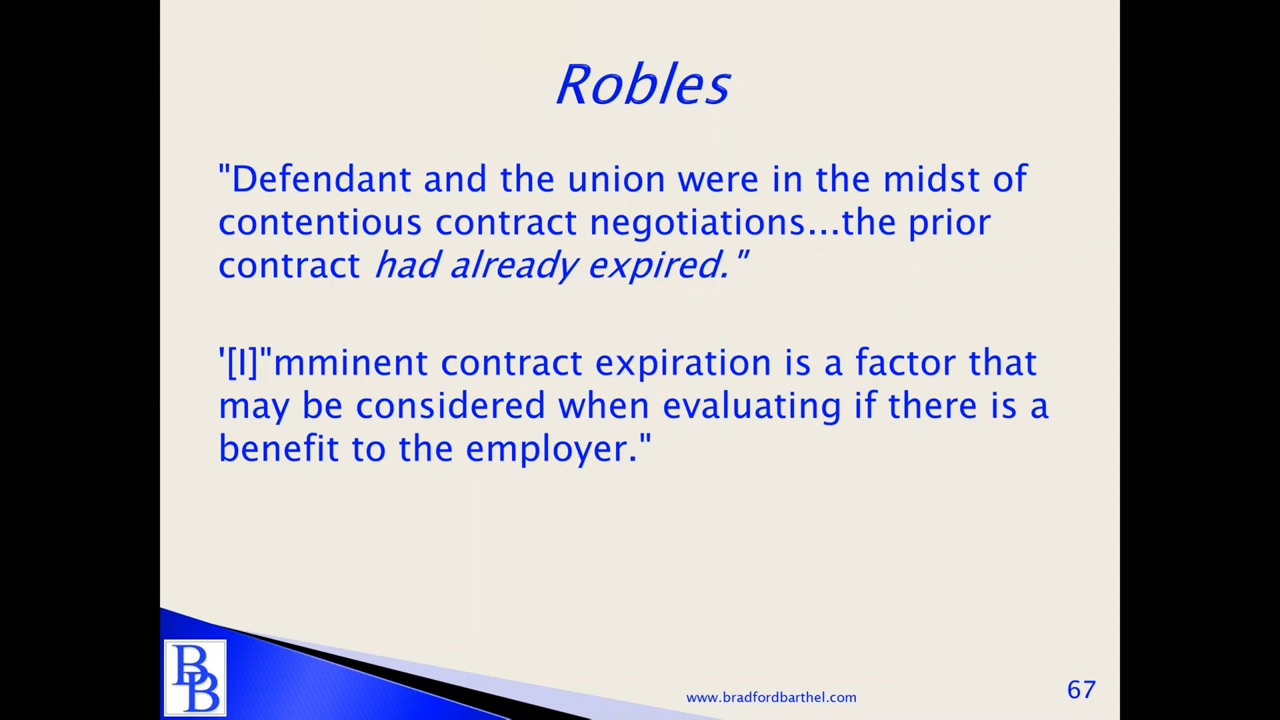 Robles
"Defendant and the union were in the midst of
contentious contract negotiations...the prior
contract had already expired."
'[I]"mminent contract expiration is a factor that
may be considered when evaluating if there is a
benefit to the employer."
BB
www.bradfordbarthel.com
67